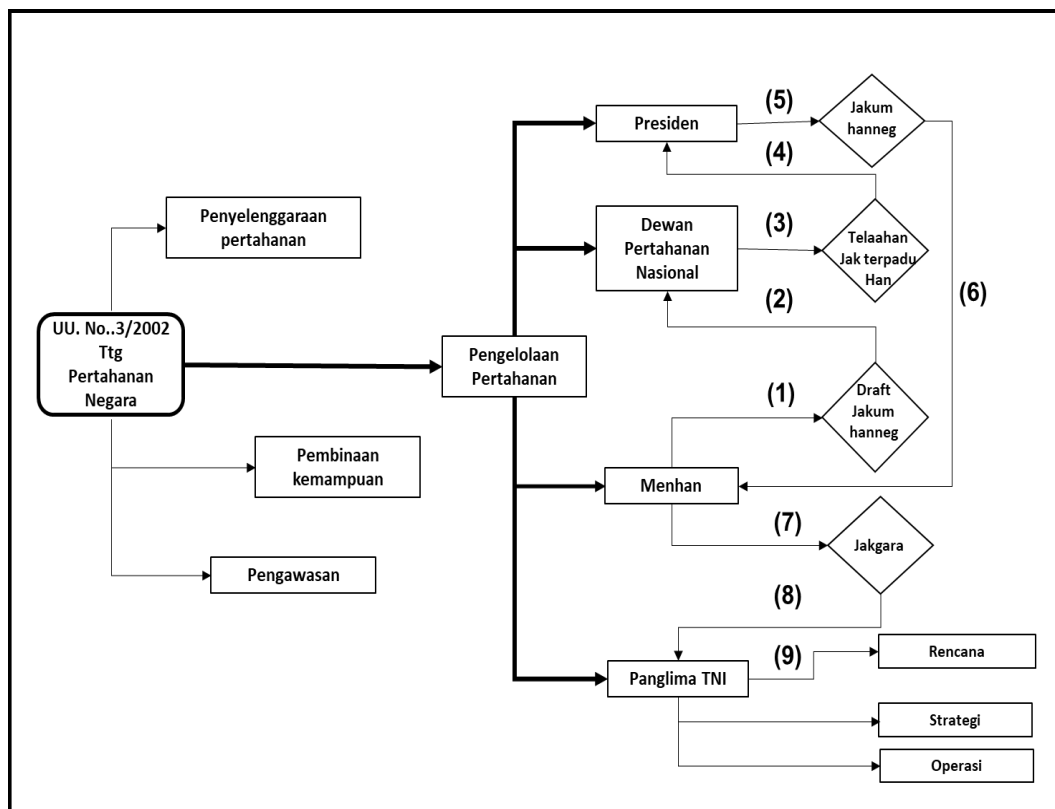 (5)
Jakum
hanneg
Presiden
(4)
Penyelenggaraan
pertahanan
Dewan
Pertahanan
Nasional
(3)
Telaahan
Jak terpadu
Han
(2)
(6)
UU. No..3/2002
Ttg
Pertahanan
Negara
Pengelolaan
Pertahanan
(1)
Draft
Jakum
hanneg
Pembinaan
kemampuan
Menhan
(7)
Jakgara
Pengawasan
(8)
(9)
Rencana
Panglima TNI
Strategi
Operasi